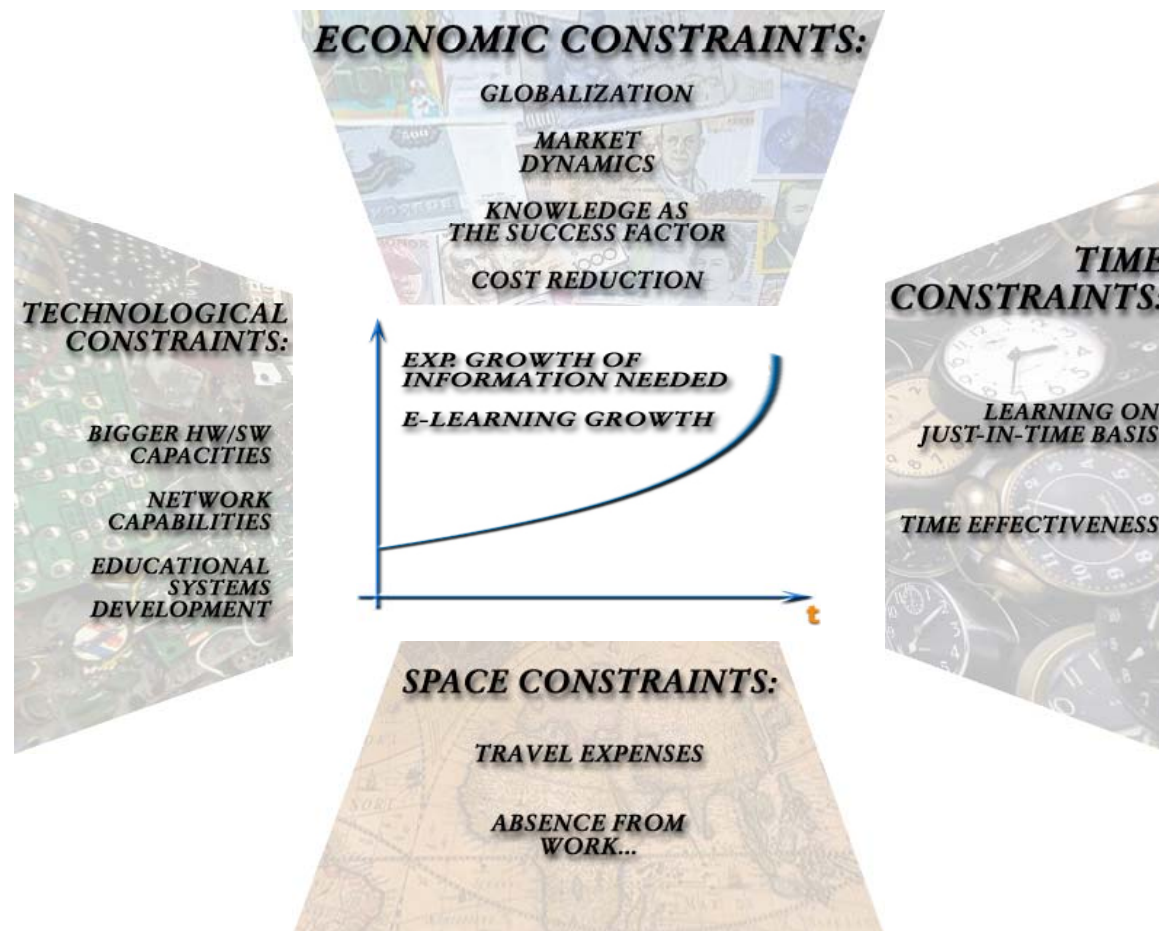 ECONOMIC CONSTRAINTS:
GLOBALIZATION
MARKET
DYNAMICS
KNOWLEDGE AS
THE SUCCESS FACTOR
COST REDUCTION
TECHNOLOGICAL
CONSTRAINTS:
BIGGER HW/SW
CAPACITIES
NETWORK
CAPABILITIES
EDUCATIONAL
SYSTEMS
DEVELOPMENT
EXP. GROWTH OF
INFORMATION NEEDED
E-LEARNING GROWTH
t
TIME
CONSTRAINTS:
LEARNING ON
JUST-IN-TIME BASIS
TIME EFFECTIVENESS
SPACE CONSTRAINTS:
TRAVEL EXPENSES
ABSENCE FROM
WORK...